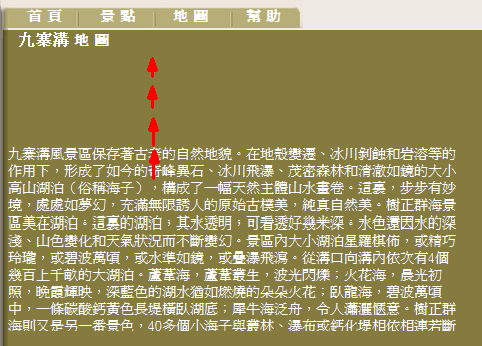 首頁 景點 地圖 幫助
九寨溝地圖
九寨溝風景區保存著古老的自然地貌。在地殼變遷、冰川剝蝕和岩溶等的
作用下，形成了如今的奇峰異石、冰川飛瀑、茂密森林和清澈如鏡的大小
高山湖泊（俗稱海子），構成了一幅天然主體山水畫卷。這裏，步步有妙
境，處處如夢幻，充滿無限誘人的原始古樸美，純真自然美。樹正群海景
區美在湖泊。這裏的湖泊，其水透明，可看透好幾米深。水色還因水的深
淺、山色變化和天氣狀況而不斷變幻。景區內大小湖泊星羅棋佈，或精巧
玲瓏，或碧波萬頃，或水準如鏡，或疊瀑飛瀉。從溝口向溝內依次有4個
幾百上千畝的大湖泊。蘆葦海，蘆葦叢生，波光閃爍；火花海，晨光初
照，晚霞輝映，深藍色的湖水猶如燃燒的朵朵火花；臥龍海，碧波萬頃
中，一條碳酸鈣黃色長堤橫臥湖底；犀牛海泛舟，令人瀟灑愜意。樹正群
海則又是另一番景色，40多個小海子與叢林、瀑布或鈣化堤相依相連若斷